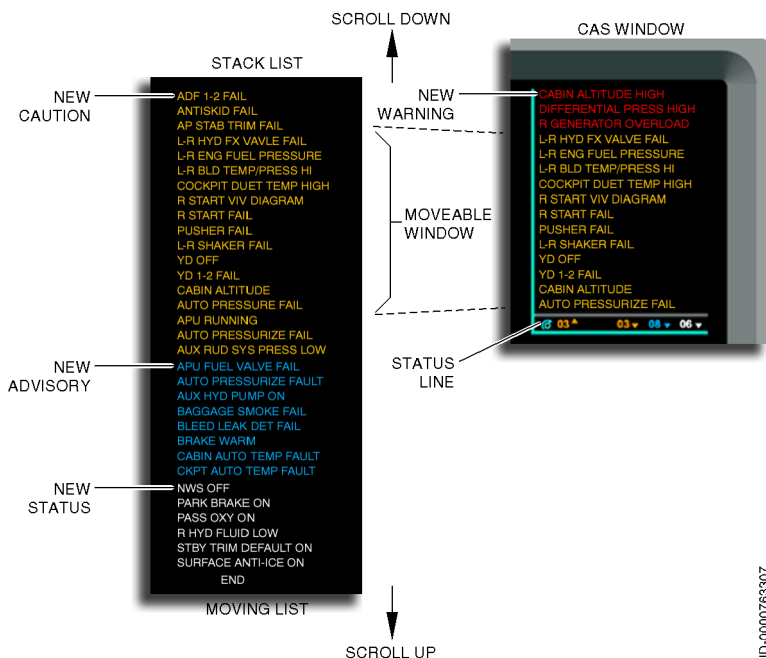 SCROLL DOWN
CAS WINDOW
STACK LIST
NEW
CAUTION
ADF 1-2 FAIL
ANTISKID FAIL
AP STAB TRIM FAIL
L-R HYD FX VAVLE FAIL
L-R ENG FUEL PRESSURE
L-R BLD TEMP/PRESS HI
COCKPIT DUET TEMP HIGH
R START VIV DIAGRAM
R START FAIL
PUSHER FAIL
L-R SHAKER FAIL
YD OFF
YD 1-2 FAIL
CABIN ALTITUDE
AUTO PRESSURE FAIL
APU RUNNING
AUTO PRESSURIZE FAIL
AUX RUD SYS PRESS LOW
NEW
ADVISORY
APU FUEL VALVE FAIL
AUTO PRESSURIZE FAULT
AUX HYD PUMP ON
BAGGAGE SMOKE FAIL
BLEED LEAK DET FAIL
BRAKE WARM
CABIN AUTO TEMP FAULT
CKPT AUTO TEMP FAULT
NEW
STATUS
NWS OFF
PARK BRAKE ON
PASS OXY ON
R HYD FLUID LOW
STBY TRIM DEFAULT ON
SURFACE ANTI-ICE ON
END
MOVING LIST
SCROLL UP
MOVEABLE
WINDOW
NEW
WARNING
CABIN ALTITUDE HIGH
DIFFERENTIAL PRESS HIGH
R GENERATOR OVERLOAD
L-R HYD FX VALVE FAIL
L-R ENG FUEL PRESSURE
L-R BLD TEMP/PRESS HI
COCKPIT DUET TEMP HIGH
R START VIV DIAGRAM
R START FAIL
PUSHER FAIL
L-R SHAKER FAIL
YD OFF
YD 1-2 FAIL
CABIN ALTITUDE
AUTO PRESSURIZE FAIL
03 03 08 06
STATUS
LINE
ID-0000763307